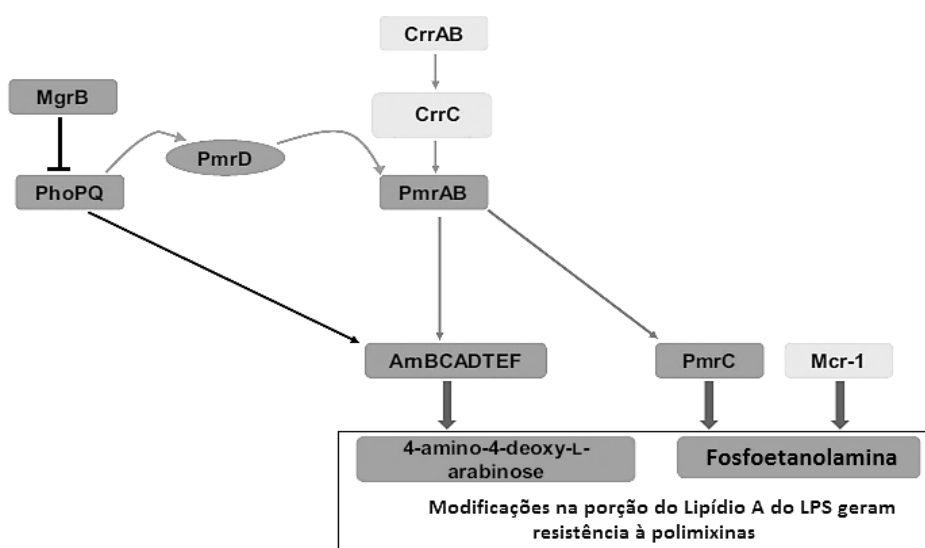 CrrAB
MgrB
CrrC
PmrD
PhoPQ
PmrAB
AmBCADTEF
PmrC
Mcr-1
4-amino-4-deoxy-L-
arabinose
Fosfoetanolamina
Modificações na porção do Lipídio A do LPS geram
resistência à polimixinas